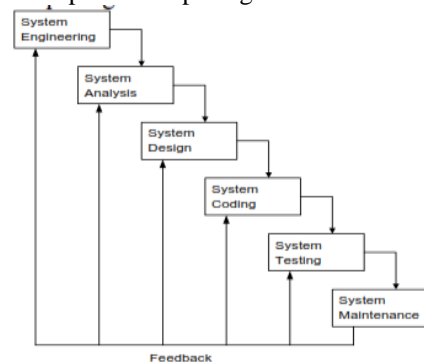 System
Engineering
System
Analysis
System
Design
System
Coding
System
Testing
System
Maintenance
Feedback